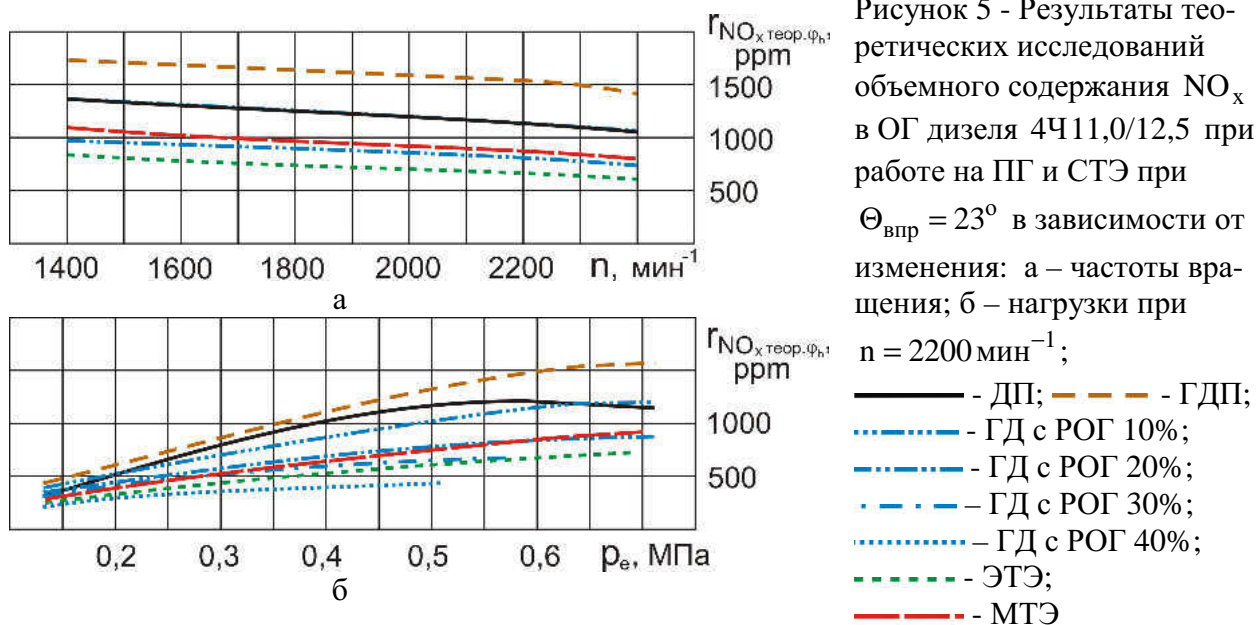 r NOₓ теор.φₕ,
ppm
1500
1000
500
1400 1600 1800 2000 2200 n, мин⁻¹
а
r NOₓ теор.φₕ,
ppm
1000
500
0,2 0,3 0,4 0,5 0,6 pₑ, МПа
б
Рисунок 5 - Результаты тео-
ретических исследований
объемного содержания NOₓ
в ОГ дизеля 4Ч11,0/12,5 при
работе на ПГ и СТЭ при
Θвпр = 23° в зависимости от
изменения: а – частоты вра-
щения; б – нагрузки при
n = 2200 мин⁻¹;
- ДП; - ГДП;
- ГД с РОГ 10%;
- ГД с РОГ 20%;
– ГД с РОГ 30%;
– ГД с РОГ 40%;
- ЭТЭ;
- МТЭ